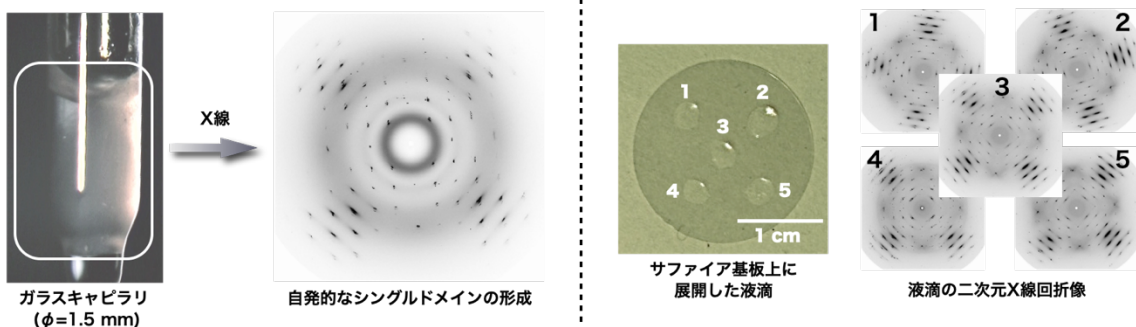 X線
ガラスキャピラリ
(φ=1.5 mm)
自発的なシングルドメインの形成
1
2
3
4
5
1 cm
サファイア基板上に
展開した液滴
1
2
3
4
5
液滴の二次元X線回折像